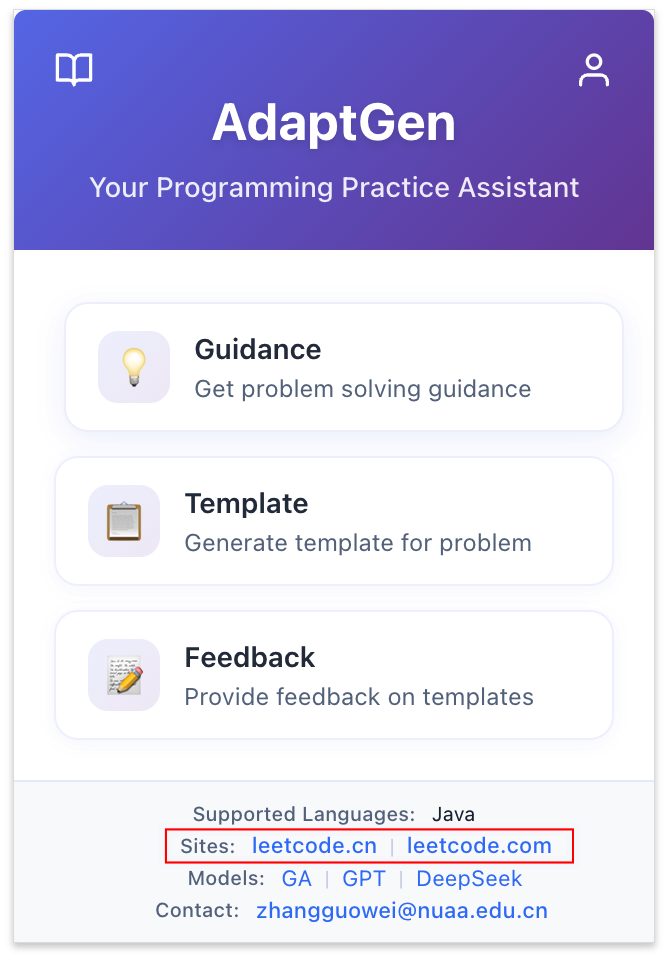 AdaptGen
Your Programming Practice Assistant
Guidance
Get problem solving guidance
Template
Generate template for problem
Feedback
Provide feedback on templates
Supported Languages: Java
Sites: leetcode.cn | leetcode.com
Models: GA | GPT | DeepSeek
Contact: zhangguowei@nuaa.edu.cn